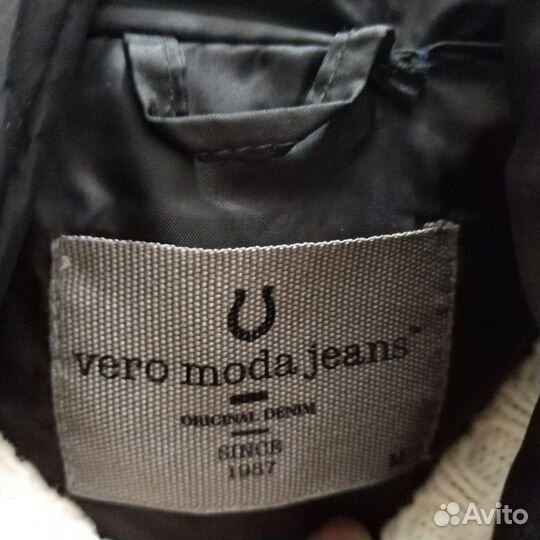 vero moda jeans™
ORIGINAL DENIM
SINCE
1987
M
Avito